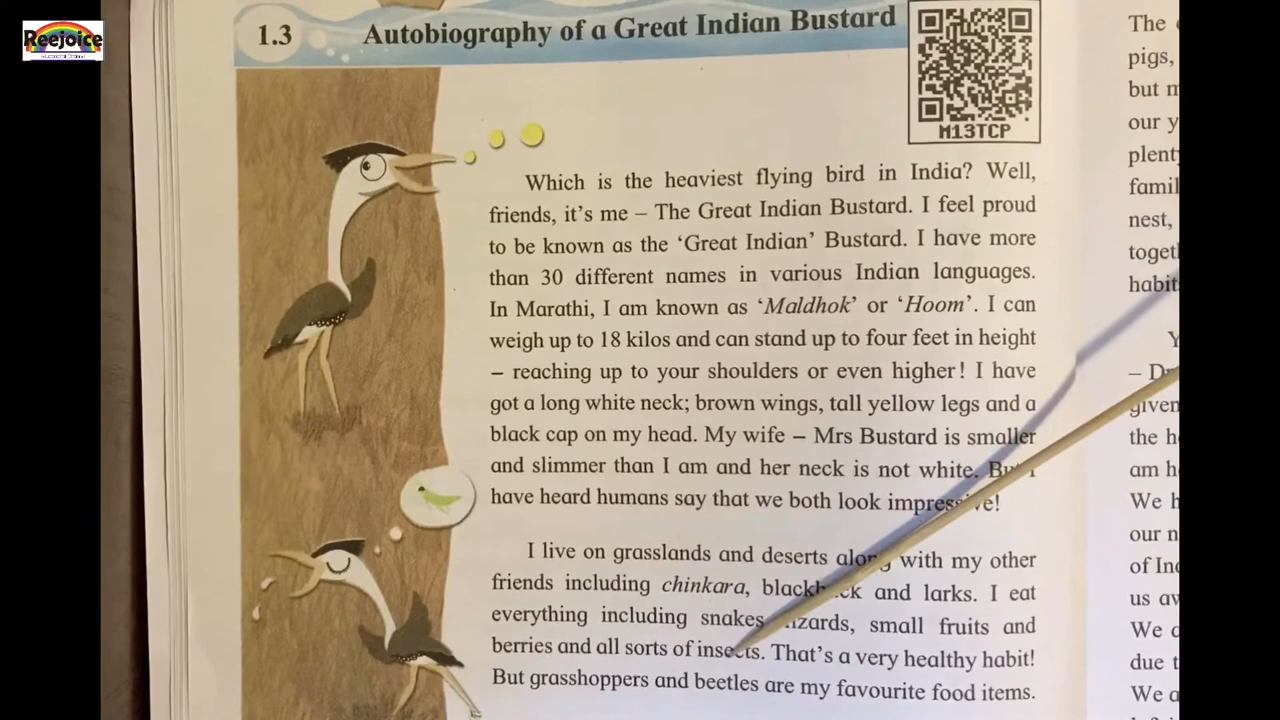 Reejoice
Educational Channel
1.3
Autobiography of a Great Indian Bustard
M13TCP
Which is the heaviest flying bird in India? Well,
friends, it's me – The Great Indian Bustard. I feel proud
to be known as the 'Great Indian' Bustard. I have more
than 30 different names in various Indian languages.
In Marathi, I am known as 'Maldhok' or 'Hoom'. I can
weigh up to 18 kilos and can stand up to four feet in height
– reaching up to your shoulders or even higher! I have
got a long white neck; brown wings, tall yellow legs and a
black cap on my head. My wife – Mrs Bustard is smaller
and slimmer than I am and her neck is not white. But I
have heard humans say that we both look impressive!
I live on grasslands and deserts along with my other
friends including chinkara, blackbuck and larks. I eat
everything including snakes, lizards, small fruits and
berries and all sorts of insects. That's a very healthy habit!
But grasshoppers and beetles are my favourite food items.
The
pigs,
but
our
nest,
the
am
We
our
of
us
We
due
We